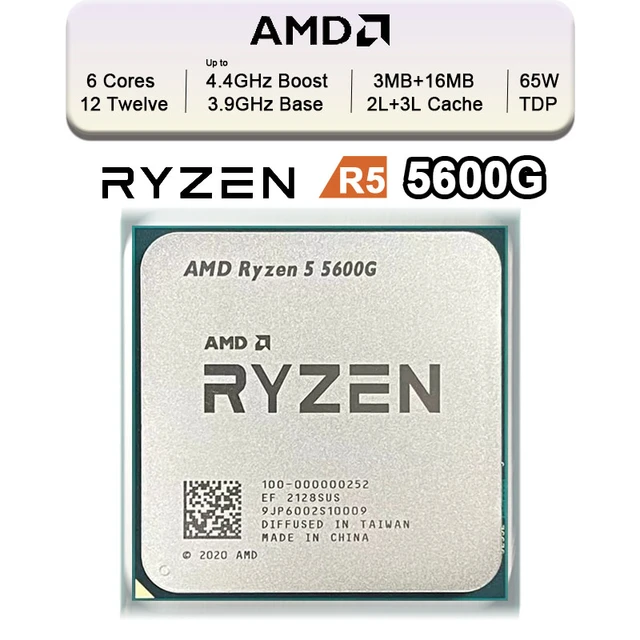 AMD
6 Cores
12 Twelve
Up to
4.4GHz Boost
3.9GHz Base
3MB+16MB
2L+3L Cache
65W
TDP
RYZEN R5 5600G
AMD Ryzen 5 5600G
AMD
RYZEN
100-000000252
EF 2128SUS
9JP6002S10009
DIFFUSED IN TAIWAN
MADE IN CHINA
© 2020 AMD